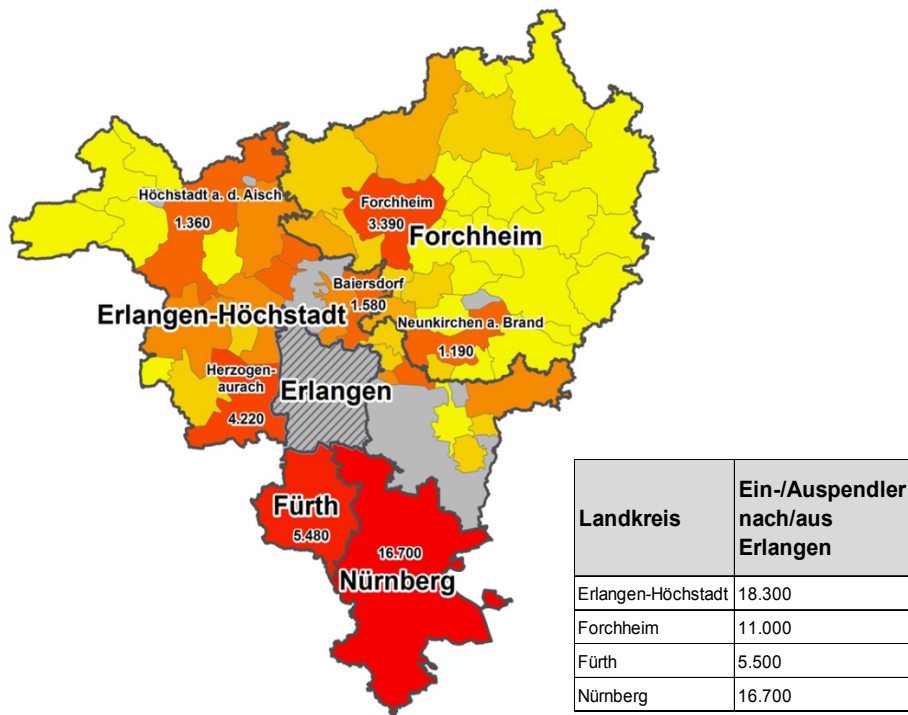 Höchstadt a. d. Aisch
1.360
Forchheim
3.390
Forchheim
Baiersdorf
1.580
Erlangen-Höchstadt
Neunkirchen a. Brand
1.190
Herzogen-
aurach
4.220
Erlangen
Fürth
5.480
16.700
Nürnberg
Landkreis
Ein-/Auspendler
nach/aus
Erlangen
Erlangen-Höchstadt 18.300
Forchheim 11.000
Fürth 5.500
Nürnberg 16.700